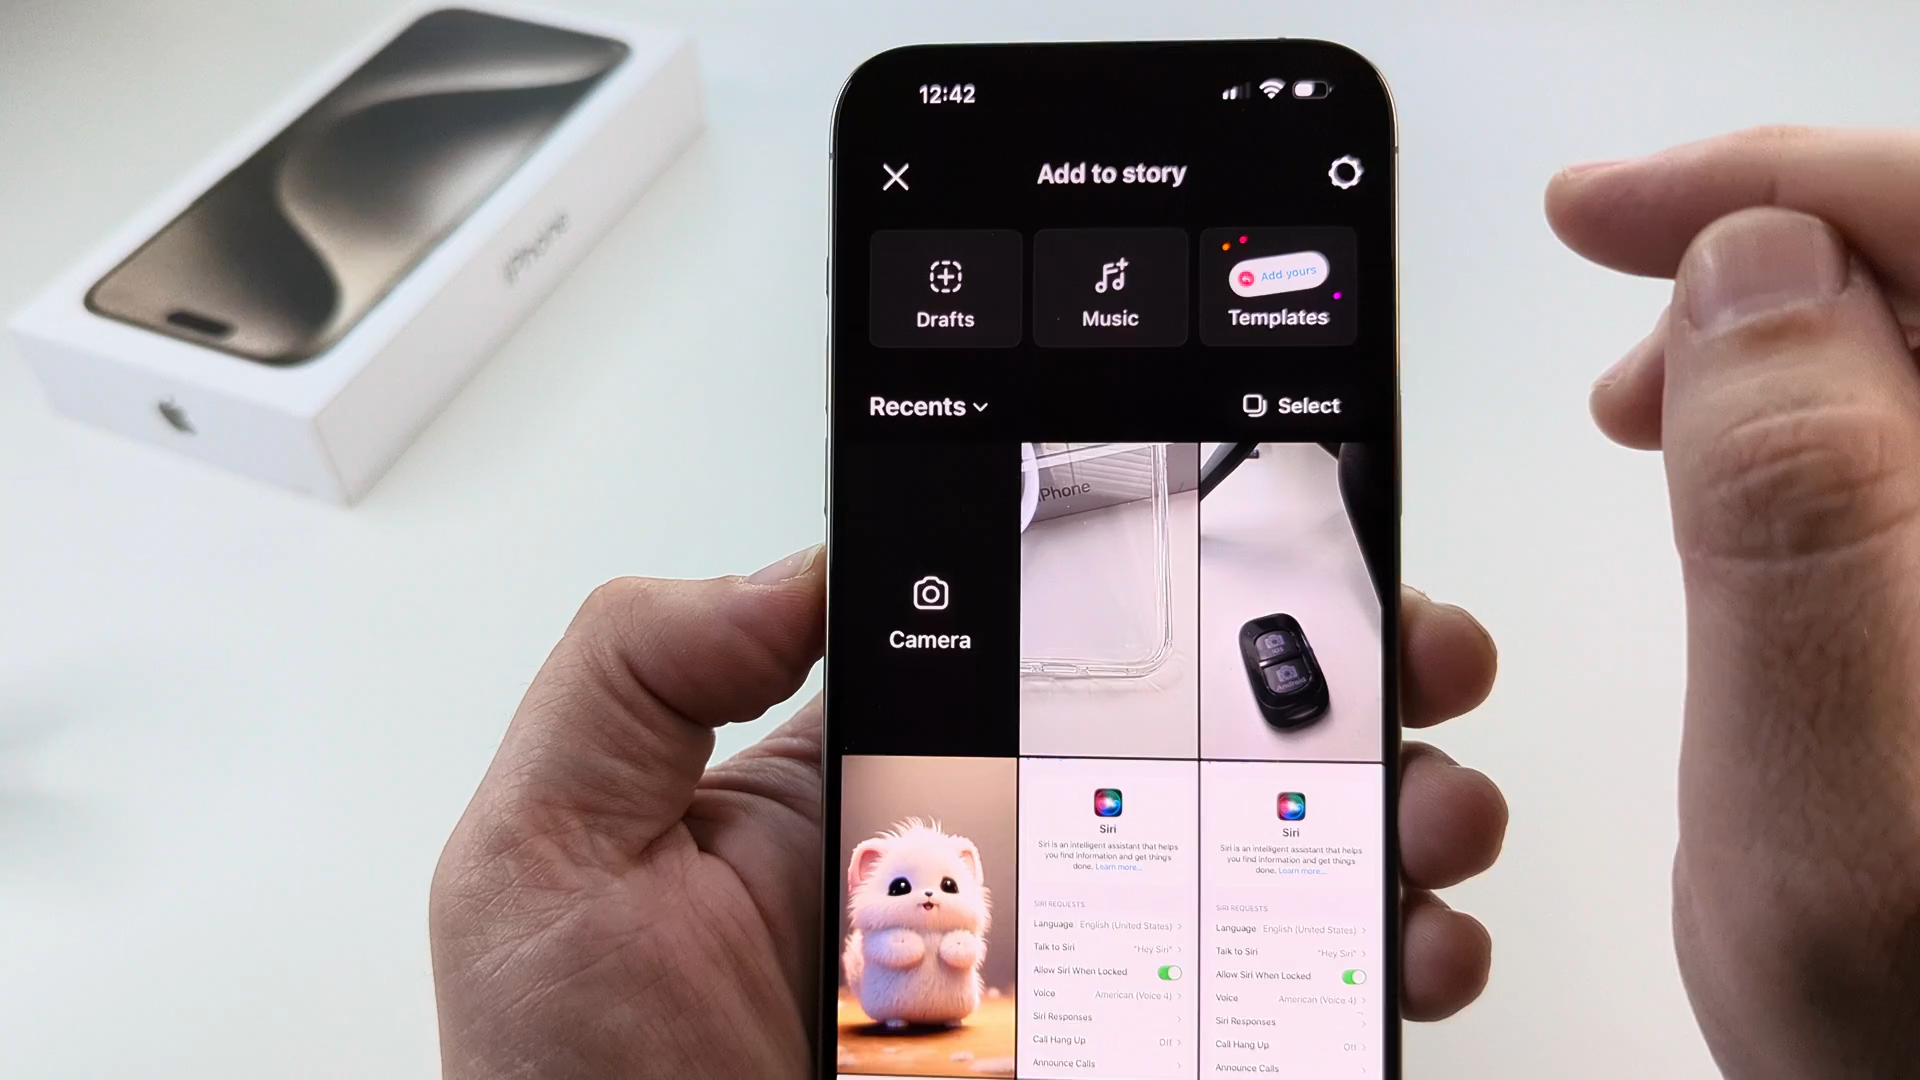 iPhone
12:42
Add to story
Add yours
Drafts
Music
Templates
Recents
Select
iPhone
Camera
iOS
Android
Siri
Siri is an intelligent assistant that helps
you find information and get things
done. Learn more...
SIRI REQUESTS
Language English (United States)
Talk to Siri "Hey Siri"
Allow Siri When Locked
Voice American (Voice 4)
Siri Responses
Call Hang Up Off
Announce Calls
Siri
Siri is an intelligent assistant that helps
you find information and get things
done. Learn more...
SIRI REQUESTS
Language English (United States)
Talk to Siri "Hey Siri"
Allow Siri When Locked
Voice American (Voice 4)
Siri Responses
Call Hang Up Off
Announce Calls